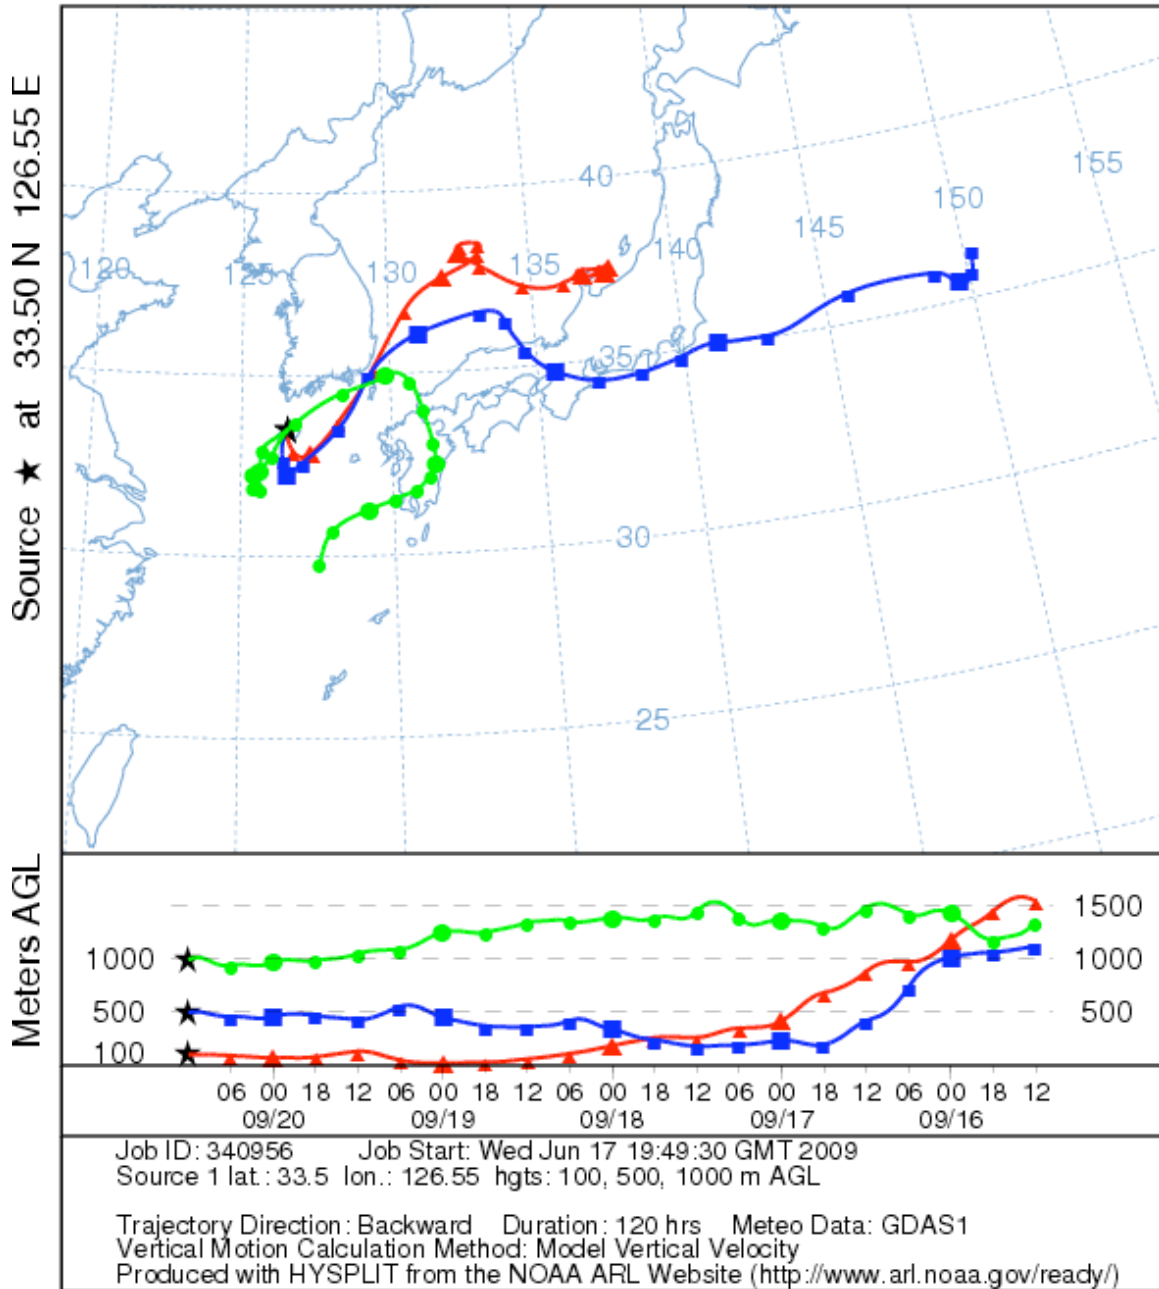 Source ★ at 33.50 N 126.55 E
40
155
150
145
140
135
130
125
120
35
30
25
Meters AGL
1500
1000
1000
500
500
100
06 00 18 12 06 00 18 12 06 00 18 12 06 00 18 12 06 00 18 12
09/20 09/19 09/18 09/17 09/16
Job ID: 340956 Job Start: Wed Jun 17 19:49:30 GMT 2009
Source 1 lat.: 33.5 lon.: 126.55 hgts: 100, 500, 1000 m AGL
Trajectory Direction: Backward Duration: 120 hrs Meteo Data: GDAS1
Vertical Motion Calculation Method: Model Vertical Velocity
Produced with HYSPLIT from the NOAA ARL Website (http://www.arl.noaa.gov/ready/)